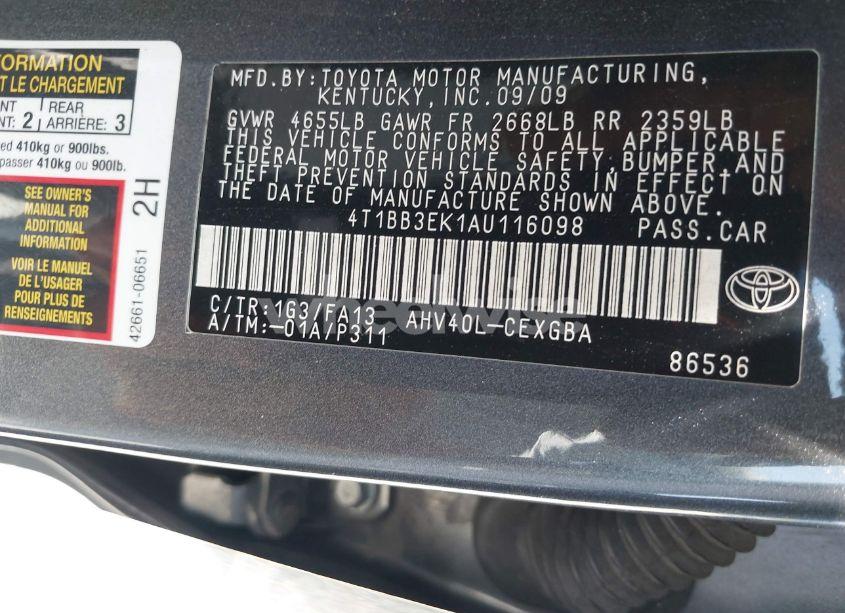 FORMATION
T LE CHARGEMENT
NT REAR
NT: 2 ARRIÈRE: 3
ed 410kg or 900lbs.
passer 410kg ou 900lb.
SEE OWNER'S
MANUAL FOR
ADDITIONAL
INFORMATION
VOIR LE MANUEL
DE L'USAGER
POUR PLUS DE
RENSEIGNEMENTS
2H
42661-06651
MFD.BY:TOYOTA MOTOR MANUFACTURING,
KENTUCKY,INC.09/09
GVWR 4655LB GAWR FR 2668LB RR 2359LB
THIS VEHICLE CONFORMS TO ALL APPLICABLE
FEDERAL MOTOR VEHICLE SAFETY,BUMPER,AND
THEFT PREVENTION STANDARDS IN EFFECT ON
THE DATE OF MANUFACTURE SHOWN ABOVE.
4T1BB3EK1AU116098 PASS.CAR
C/TR:1G3/FA13 AHV40L-CEXGBA
A/TM:-01A/P311
86536
wheelwise